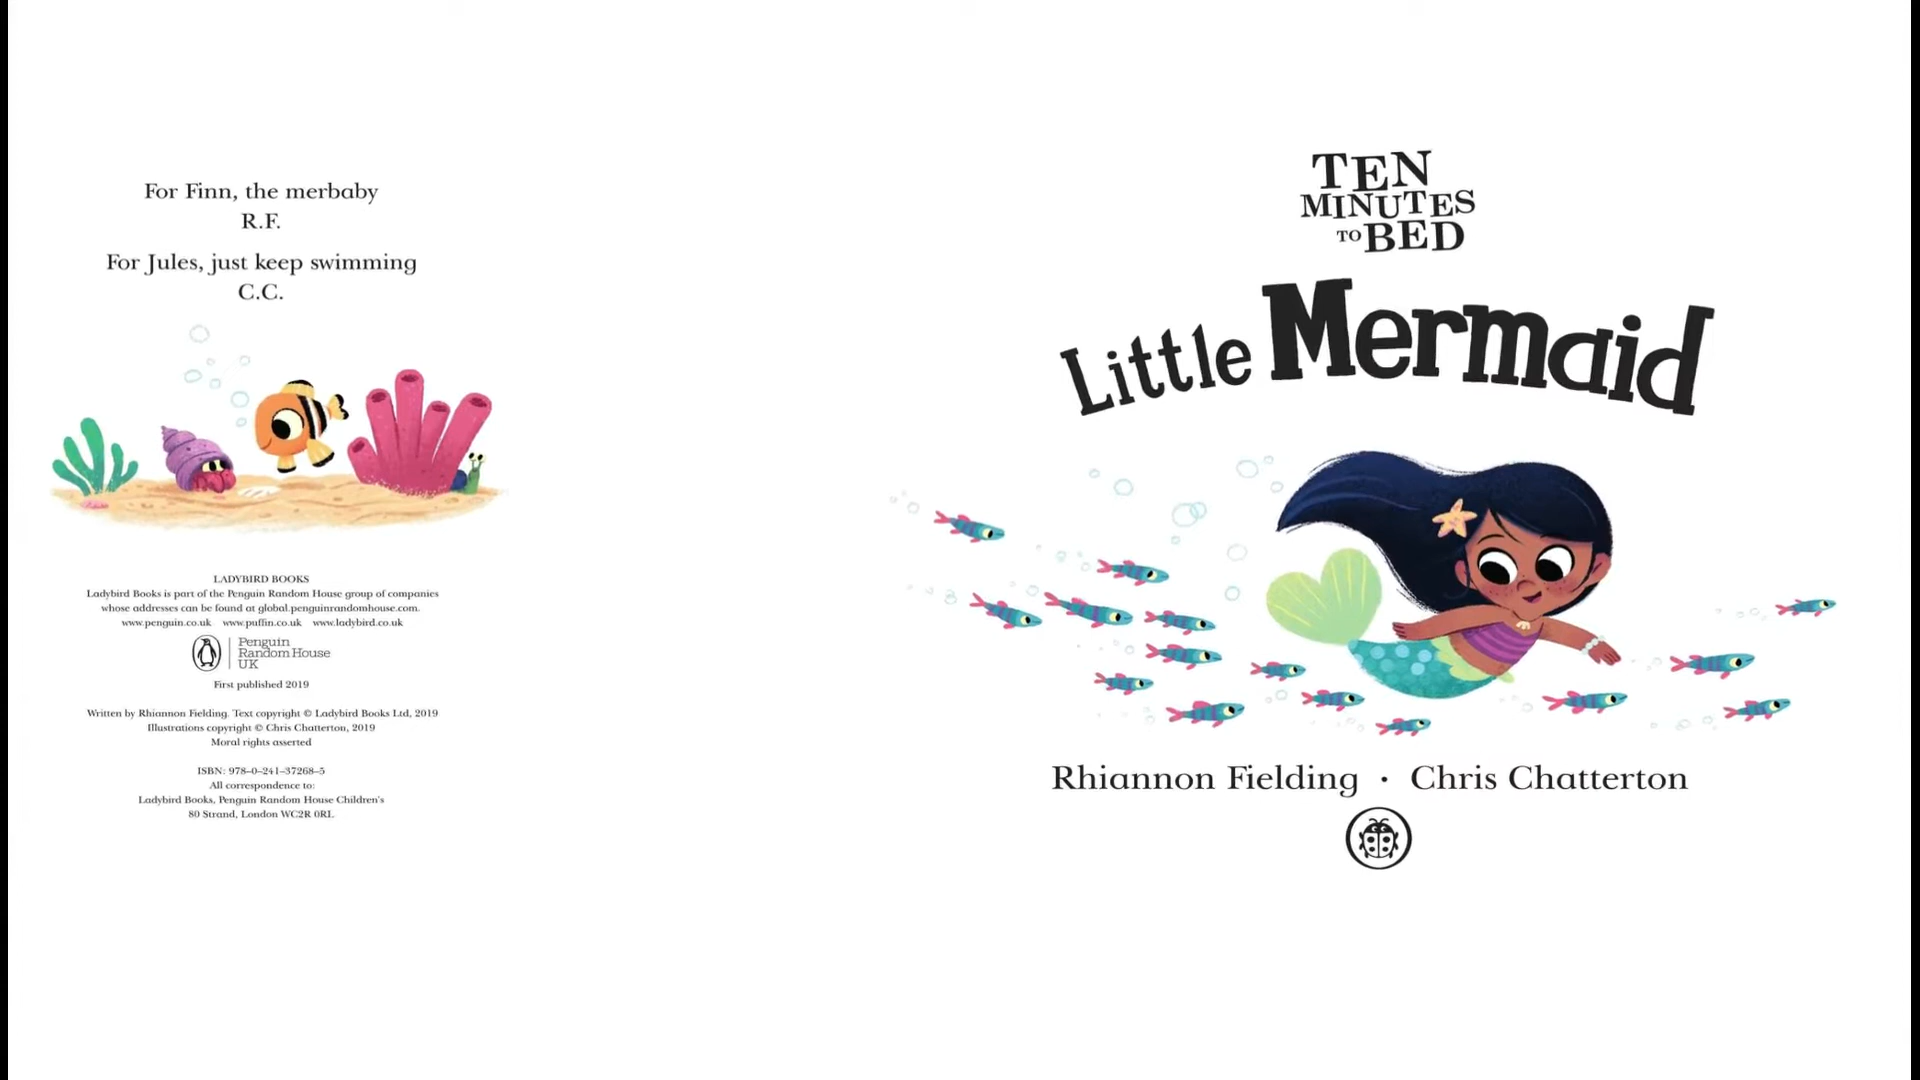 For Finn, the merbaby
R.F.
For Jules, just keep swimming
C.C.
LADYBIRD BOOKS
Ladybird Books is part of the Penguin Random House group of companies
whose addresses can be found at global.penguinrandomhouse.com.
www.penguin.co.uk www.puffin.co.uk www.ladybird.co.uk
Penguin
Random House
UK
First published 2019
Written by Rhiannon Fielding. Text copyright © Ladybird Books Ltd, 2019
Illustrations copyright © Chris Chatterton, 2019
Moral rights asserted
ISBN: 978–0–241–37268–5
All correspondence to:
Ladybird Books, Penguin Random House Children's
80 Strand, London WC2R 0RL
TEN
MINUTES
TO BED
Little Mermaid
Rhiannon Fielding · Chris Chatterton